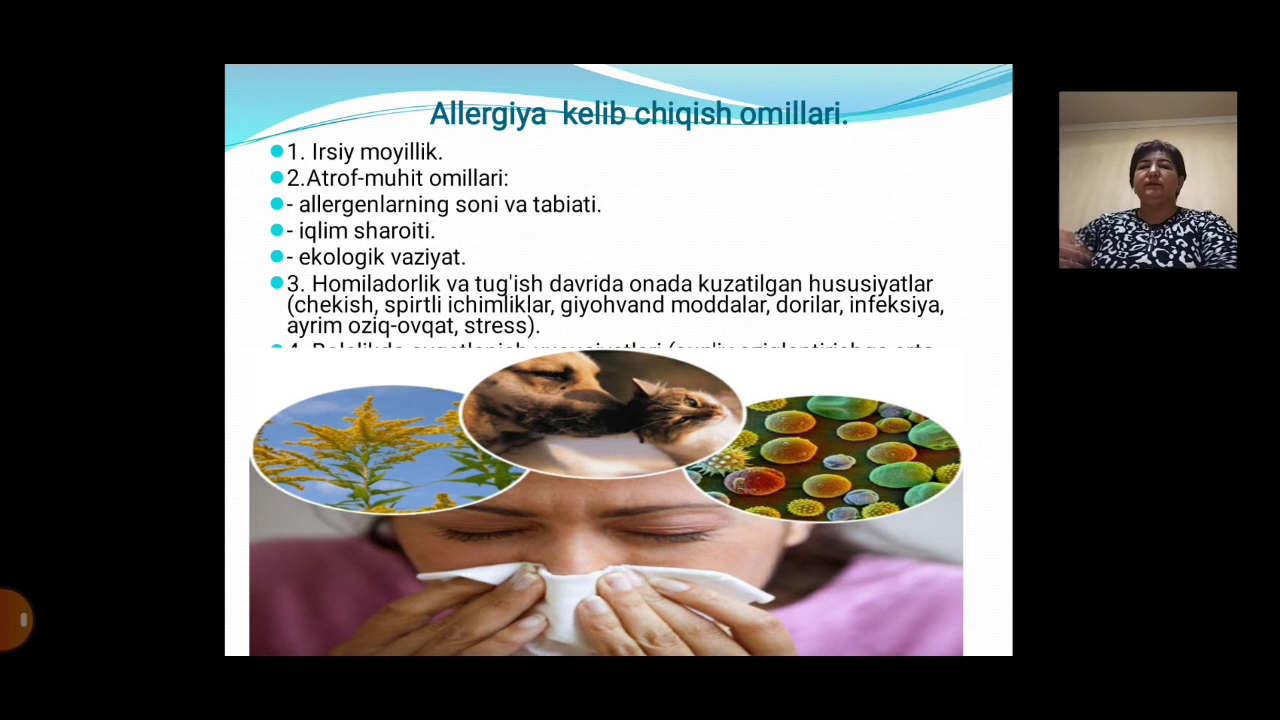 Allergiya kelib chiqish omillari.
1. Irsiy moyillik.
2.Atrof-muhit omillari:
- allergenlarning soni va tabiati.
- iqlim sharoiti.
- ekologik vaziyat.
3. Homiladorlik va tug'ish davrida onada kuzatilgan hususiyatlar
(chekish, spirtli ichimliklar, giyohvand moddalar, dorilar, infeksiya,
ayrim oziq-ovqat, stress).